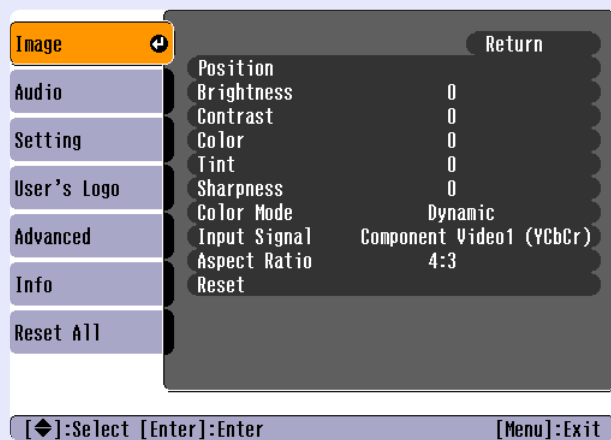 Image
Audio
Setting
User's Logo
Advanced
Info
Reset All
Return
Position
Brightness 0
Contrast 0
Color 0
Tint 0
Sharpness 0
Color Mode Dynamic
Input Signal Component Video1 (YCbCr)
Aspect Ratio 4:3
Reset
[◆]:Select [Enter]:Enter [Menu]:Exit